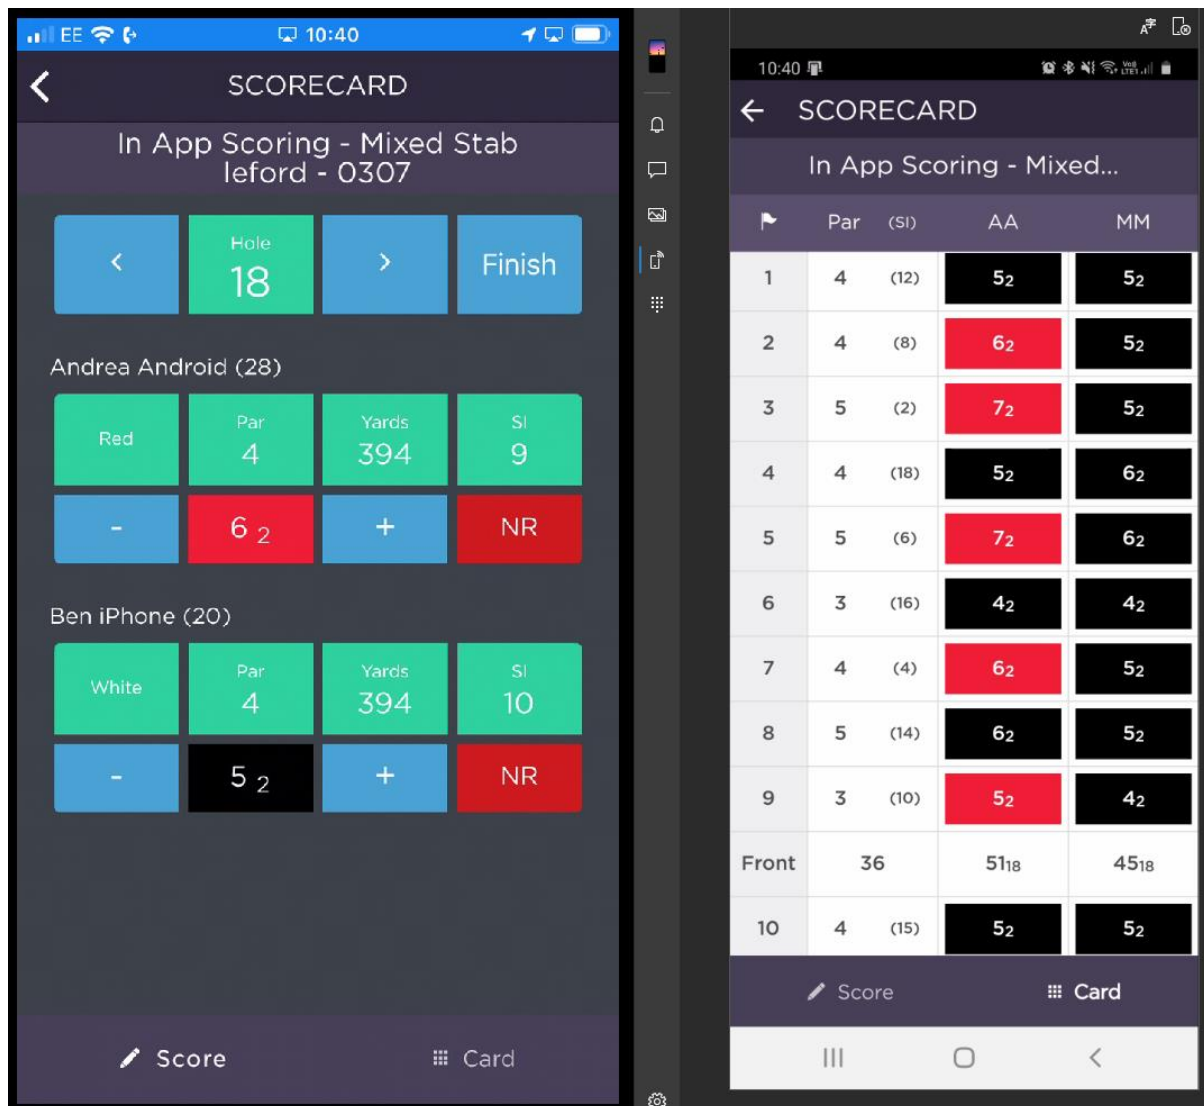 EE 10:40
SCORECARD
In App Scoring - Mixed Stab
leford - 0307
< Hole > Finish
18
Andrea Android (28)
Red Par Yards SI
4 394 9
- 6 2 + NR
Ben iPhone (20)
White Par Yards SI
4 394 10
- 5 2 + NR
Score Card
10:40
SCORECARD
In App Scoring - Mixed...
Par (SI) AA MM
1 4 (12) 52 52
2 4 (8) 62 52
3 5 (2) 72 52
4 4 (18) 52 62
5 5 (6) 72 62
6 3 (16) 42 42
7 4 (4) 62 52
8 5 (14) 62 52
9 3 (10) 52 42
Front 36 5118 4518
10 4 (15) 52 52
Score Card